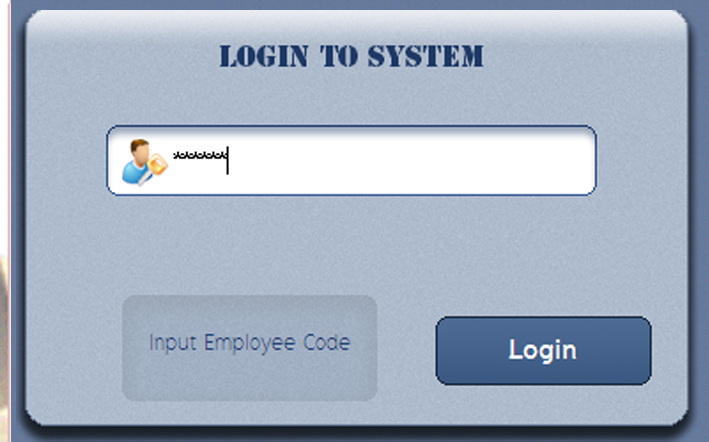 LOGIN TO SYSTEM
*******
Input Employee Code
Login